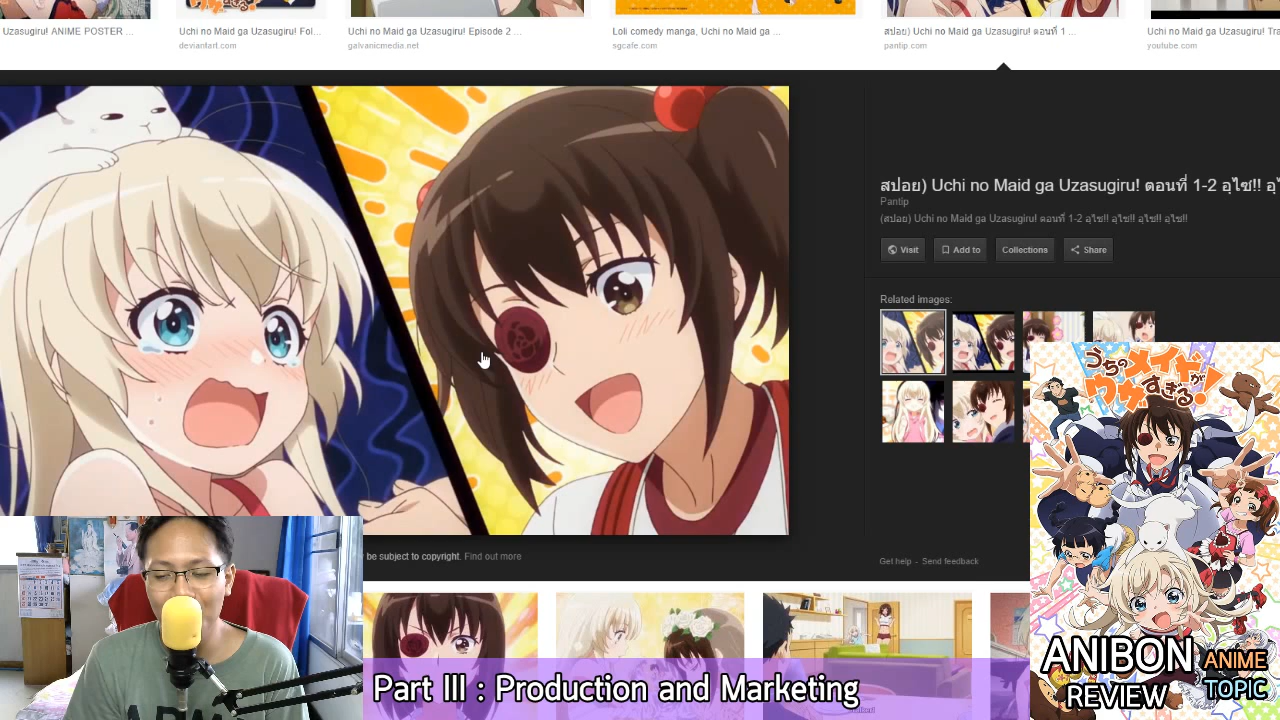 Uzasugiru! ANIME POSTER ...
deviantart.com
Uchi no Maid ga Uzasugiru! Fol...
Uchi no Maid ga Uzasugiru! Episode 2 ...
galvanicmedia.net
Loli comedy manga, Uchi no Maid ga ...
sgcafe.com
สปอย) Uchi no Maid ga Uzasugiru! ตอนที่ 1 ...
pantip.com
Uchi no Maid ga Uzasugiru! Tra
youtube.com
สปอย) Uchi no Maid ga Uzasugiru! ตอนที่ 1-2 อุไซ!!
Pantip
(สปอย) Uchi no Maid ga Uzasugiru! ตอนที่ 1-2 อุไซ!! อุไซ!! อุไซ!! อุไซ!!
Visit
Add to
Collections
Share
Related images:
うちのメイドがウザすぎる!
be subject to copyright. Find out more
Get help - Send feedback
Part III : Production and Marketing
ANIBON
REVIEW
ANIME
TOPIC